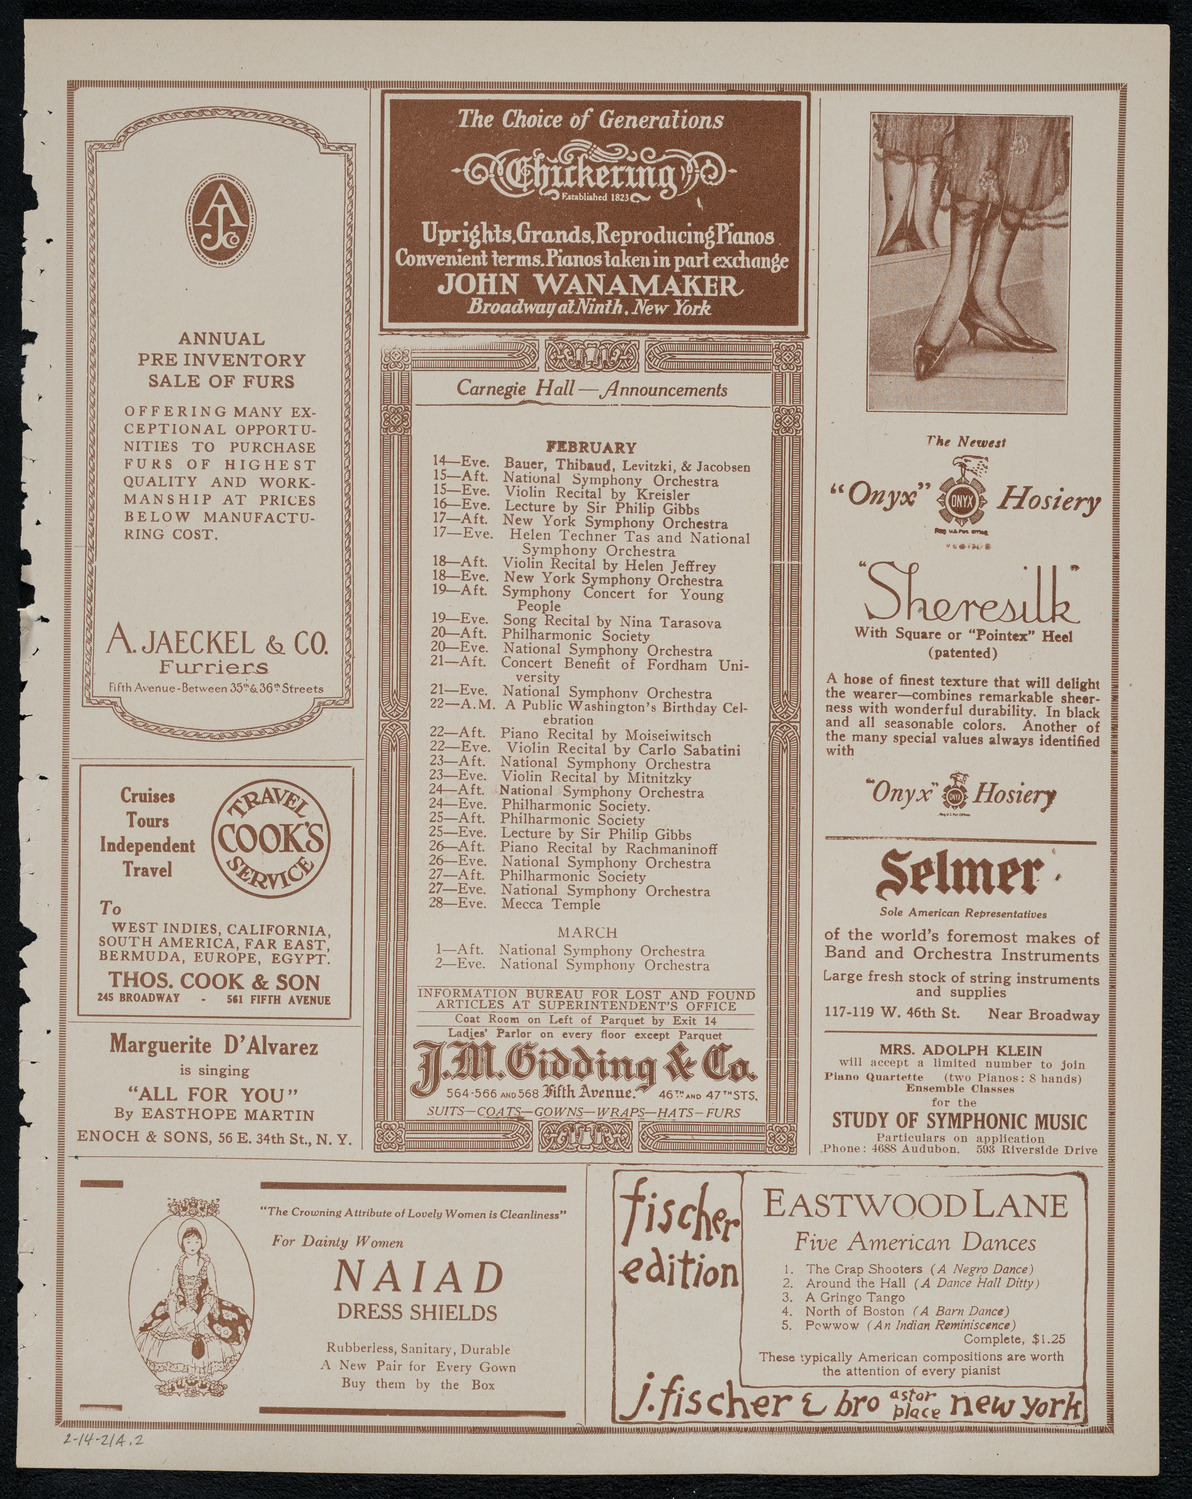 AJCo
ANNUAL
PRE INVENTORY
SALE OF FURS
OFFERING MANY EX-
CEPTIONAL OPPORTU-
NITIES TO PURCHASE
FURS OF HIGHEST
QUALITY AND WORK-
MANSHIP AT PRICES
BELOW MANUFACTU-
RING COST.
A. JAECKEL & CO.
Furriers
Fifth Avenue-Between 35th & 36th Streets
Cruises
Tours
Independent
Travel
TRAVEL
COOK'S
SERVICE
To
WEST INDIES, CALIFORNIA,
SOUTH AMERICA, FAR EAST,
BERMUDA, EUROPE, EGYPT.
THOS. COOK & SON
245 BROADWAY - 561 FIFTH AVENUE
Marguerite D'Alvarez
is singing
"ALL FOR YOU"
By EASTHOPE MARTIN
ENOCH & SONS, 56 E. 34th St., N. Y.
The Choice of Generations
Chickering
Established 1823
Uprights, Grands, Reproducing Pianos
Convenient terms. Pianos taken in part exchange
JOHN WANAMAKER
Broadway at Ninth, New York
Carnegie Hall — Announcements
FEBRUARY
14—Eve. Bauer, Thibaud, Levitzki, & Jacobsen
15—Aft. National Symphony Orchestra
15—Eve. Violin Recital by Kreisler
16—Eve. Lecture by Sir Philip Gibbs
17—Aft. New York Symphony Orchestra
17—Eve. Helen Techner Tas and National
Symphony Orchestra
18—Aft. Violin Recital by Helen Jeffrey
18—Eve. New York Symphony Orchestra
19—Aft. Symphony Concert for Young
People
19—Eve. Song Recital by Nina Tarasova
20—Aft. Philharmonic Society
20—Eve. National Symphony Orchestra
21—Aft. Concert Benefit of Fordham Uni-
versity
21—Eve. National Symphony Orchestra
22—A.M. A Public Washington's Birthday Cel-
ebration
22—Aft. Piano Recital by Moiseiwitsch
22—Eve. Violin Recital by Carlo Sabatini
23—Aft. National Symphony Orchestra
23—Eve. Violin Recital by Mitnitzky
24—Aft. National Symphony Orchestra
24—Eve. Philharmonic Society.
25—Aft. Philharmonic Society
25—Eve. Lecture by Sir Philip Gibbs
26—Aft. Piano Recital by Rachmaninoff
26—Eve. National Symphony Orchestra
27—Aft. Philharmonic Society
27—Eve. National Symphony Orchestra
28—Eve. Mecca Temple
MARCH
1—Aft. National Symphony Orchestra
2—Eve. National Symphony Orchestra
INFORMATION BUREAU FOR LOST AND FOUND
ARTICLES AT SUPERINTENDENT'S OFFICE
Coat Room on Left of Parquet by Exit 14
Ladies' Parlor on every floor except Parquet
J.M. Gidding & Co.
564-566 AND 568 Fifth Avenue. 46TH AND 47TH STS.
SUITS—COATS—GOWNS—WRAPS—HATS—FURS
The Newest
"Onyx" ONYX Hosiery
REG. U.S. PAT. OFFICE
"Sheresilk"
With Square or "Pointex" Heel
(patented)
A hose of finest texture that will delight
the wearer—combines remarkable sheer-
ness with wonderful durability. In black
and all seasonable colors. Another of
the many special values always identified
with
"Onyx" Hosiery
Selmer
Sole American Representatives
of the world's foremost makes of
Band and Orchestra Instruments
Large fresh stock of string instruments
and supplies
117-119 W. 46th St. Near Broadway
MRS. ADOLPH KLEIN
will accept a limited number to join
Piano Quartette (two Pianos: 8 hands)
Ensemble Classes
for the
STUDY OF SYMPHONIC MUSIC
Particulars on application
Phone: 4688 Audubon. 593 Riverside Drive
"The Crowning Attribute of Lovely Women is Cleanliness"
For Dainty Women
NAIAD
DRESS SHIELDS
Rubberless, Sanitary, Durable
A New Pair for Every Gown
Buy them by the Box
fischer
edition
EASTWOOD LANE
Five American Dances
1. The Crap Shooters (A Negro Dance)
2. Around the Hall (A Dance Hall Ditty)
3. A Gringo Tango
4. North of Boston (A Barn Dance)
5. Powwow (An Indian Reminiscence)
Complete, $1.25
These typically American compositions are worth
the attention of every pianist
j. fischer & bro astor place new york
2-14-21A.2